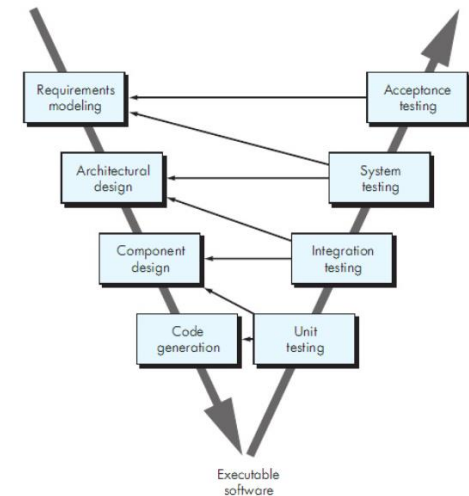 Requirements
modeling
Acceptance
testing
Architectural
design
System
testing
Component
design
Integration
testing
Code
generation
Unit
testing
Executable
software